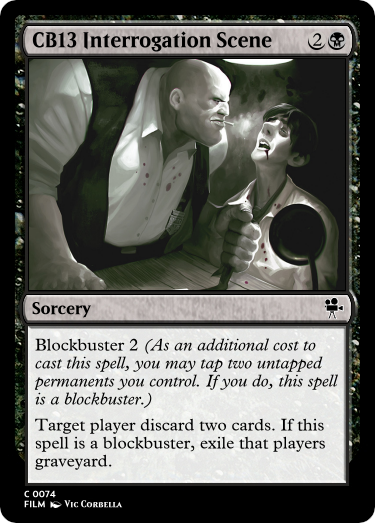 CB13 Interrogation Scene 2
Sorcery
Blockbuster 2 (As an additional cost to
cast this spell, you may tap two untapped
permanents you control. If you do, this spell
is a blockbuster.)
Target player discard two cards. If this
spell is a blockbuster, exile that players
graveyard.
C 0074
FILM Vic Corbella